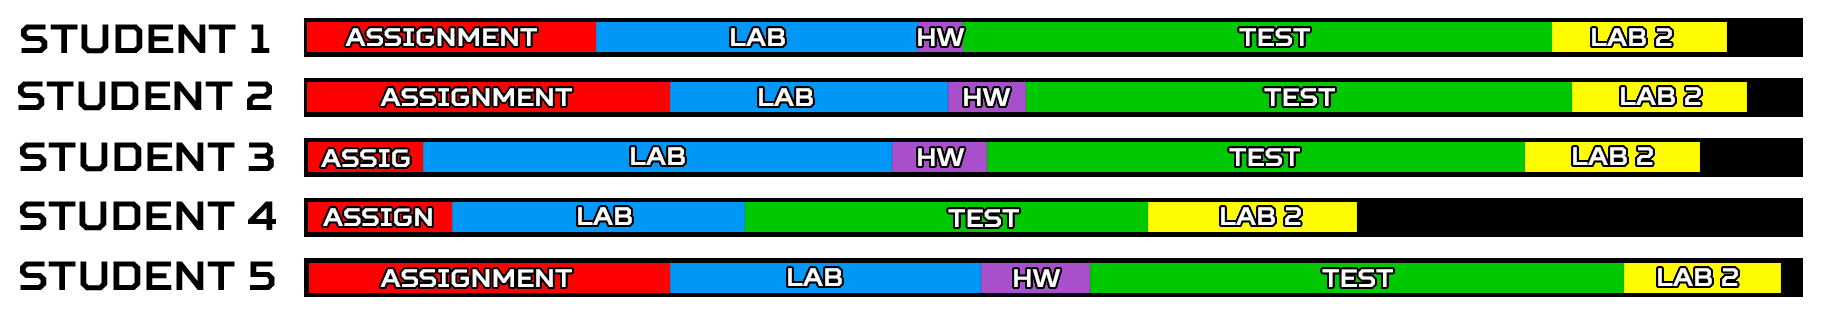 STUDENT 1 ASSIGNMENT LAB HW TEST LAB 2
STUDENT 2 ASSIGNMENT LAB HW TEST LAB 2
STUDENT 3 ASSIG LAB HW TEST LAB 2
STUDENT 4 ASSIGN LAB TEST LAB 2
STUDENT 5 ASSIGNMENT LAB HW TEST LAB 2